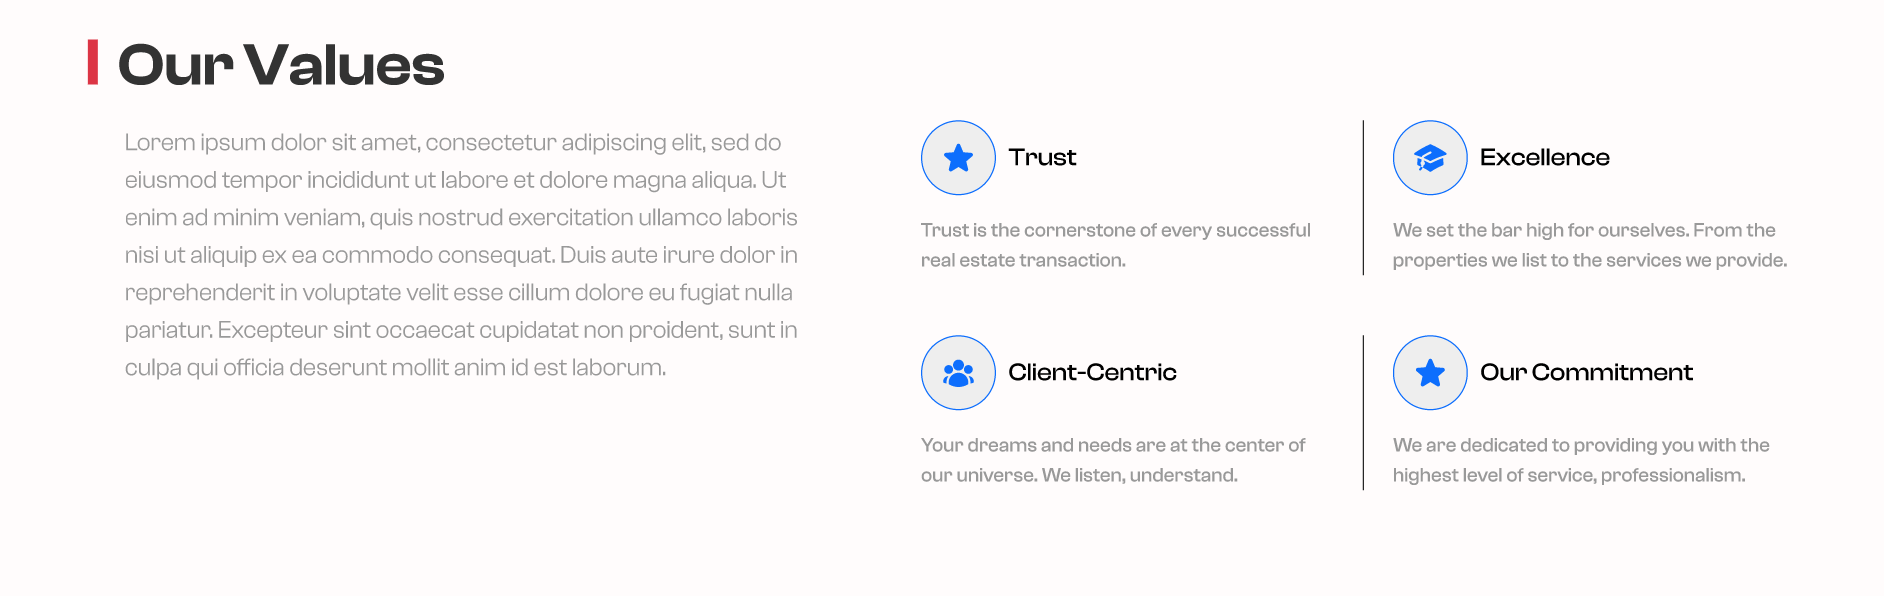 Our Values
Lorem ipsum dolor sit amet, consectetur adipiscing elit, sed do
eiusmod tempor incididunt ut labore et dolore magna aliqua. Ut
enim ad minim veniam, quis nostrud exercitation ullamco laboris
nisi ut aliquip ex ea commodo consequat. Duis aute irure dolor in
reprehenderit in voluptate velit esse cillum dolore eu fugiat nulla
pariatur. Excepteur sint occaecat cupidatat non proident, sunt in
culpa qui officia deserunt mollit anim id est laborum.
Trust
Trust is the cornerstone of every successful
real estate transaction.
Excellence
We set the bar high for ourselves. From the
properties we list to the services we provide.
Client-Centric
Your dreams and needs are at the center of
our universe. We listen, understand.
Our Commitment
We are dedicated to providing you with the
highest level of service, professionalism.